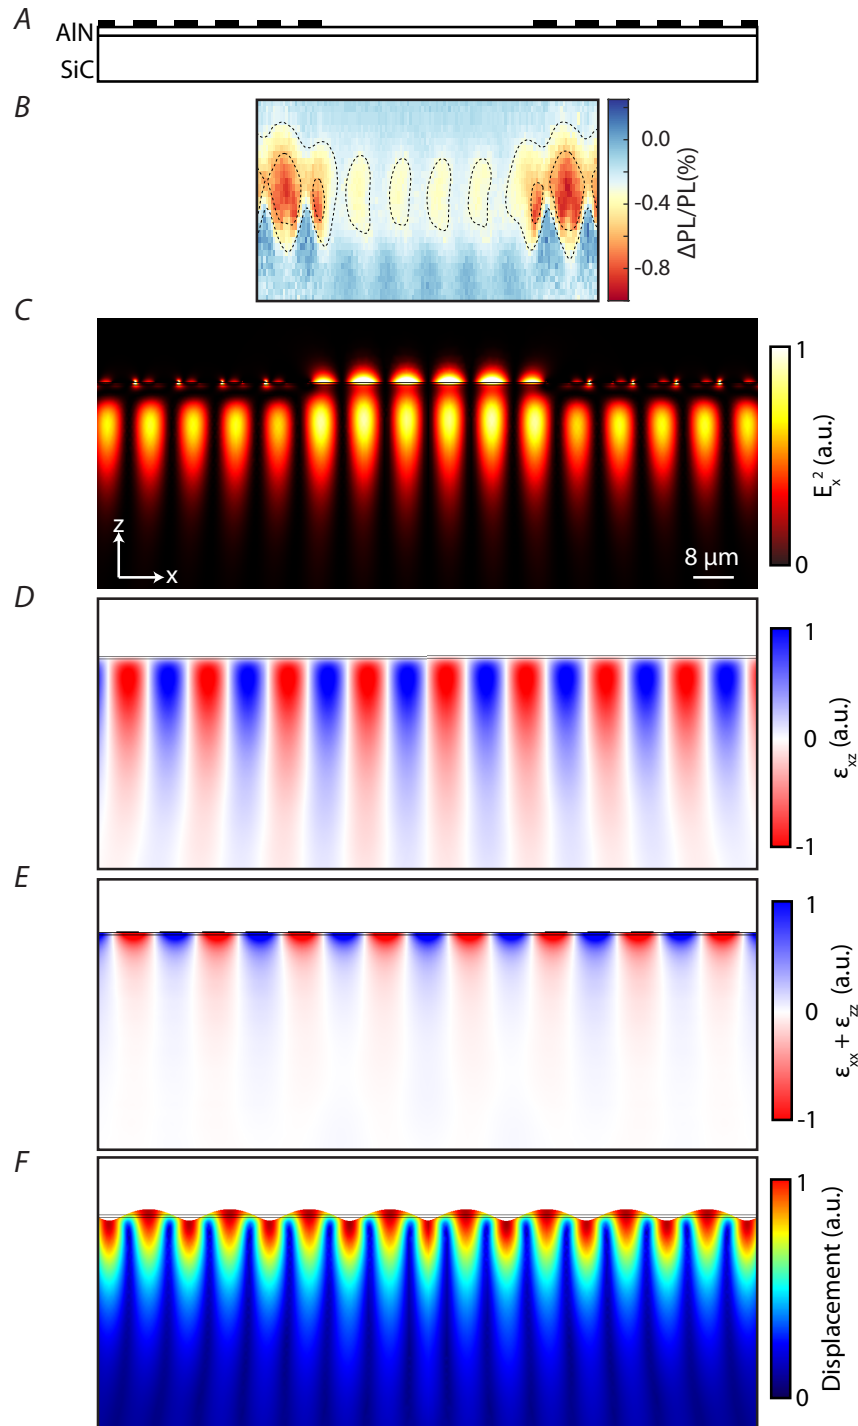 A
AlN
SiC
B
0.0
-0.4
-0.8
ΔPL/PL(%)
C
z
x
8 μm
1
0
E_x^2 (a.u.)
D
1
0
-1
ε_xz (a.u.)
E
1
0
-1
ε_xx + ε_zz (a.u.)
F
1
0
Displacement (a.u.)